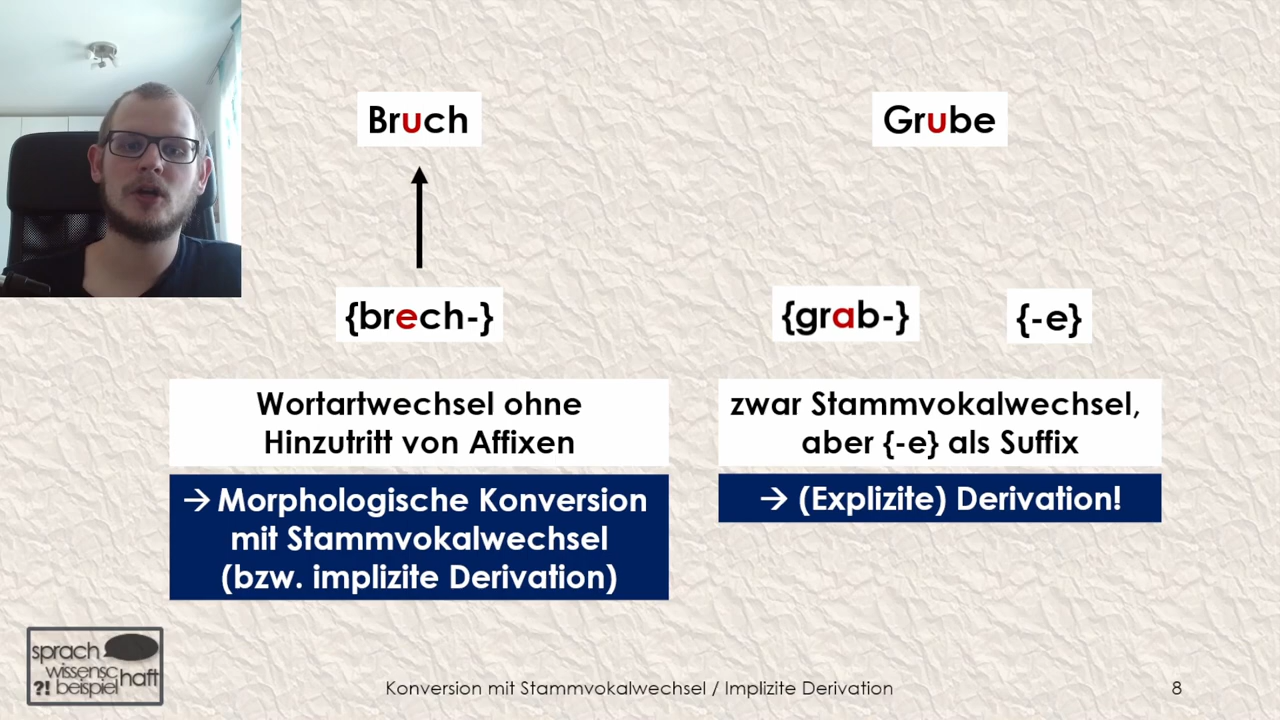 Bruch
Grube
{brech-}
{grab-}
{-e}
Wortartwechsel ohne
Hinzutritt von Affixen
→ Morphologische Konversion
mit Stammvokalwechsel
(bzw. implizite Derivation)
zwar Stammvokalwechsel,
aber {-e} als Suffix
→ (Explizite) Derivation!
sprach
wissensc haft
?! beispiel
Konversion mit Stammvokalwechsel / Implizite Derivation
8